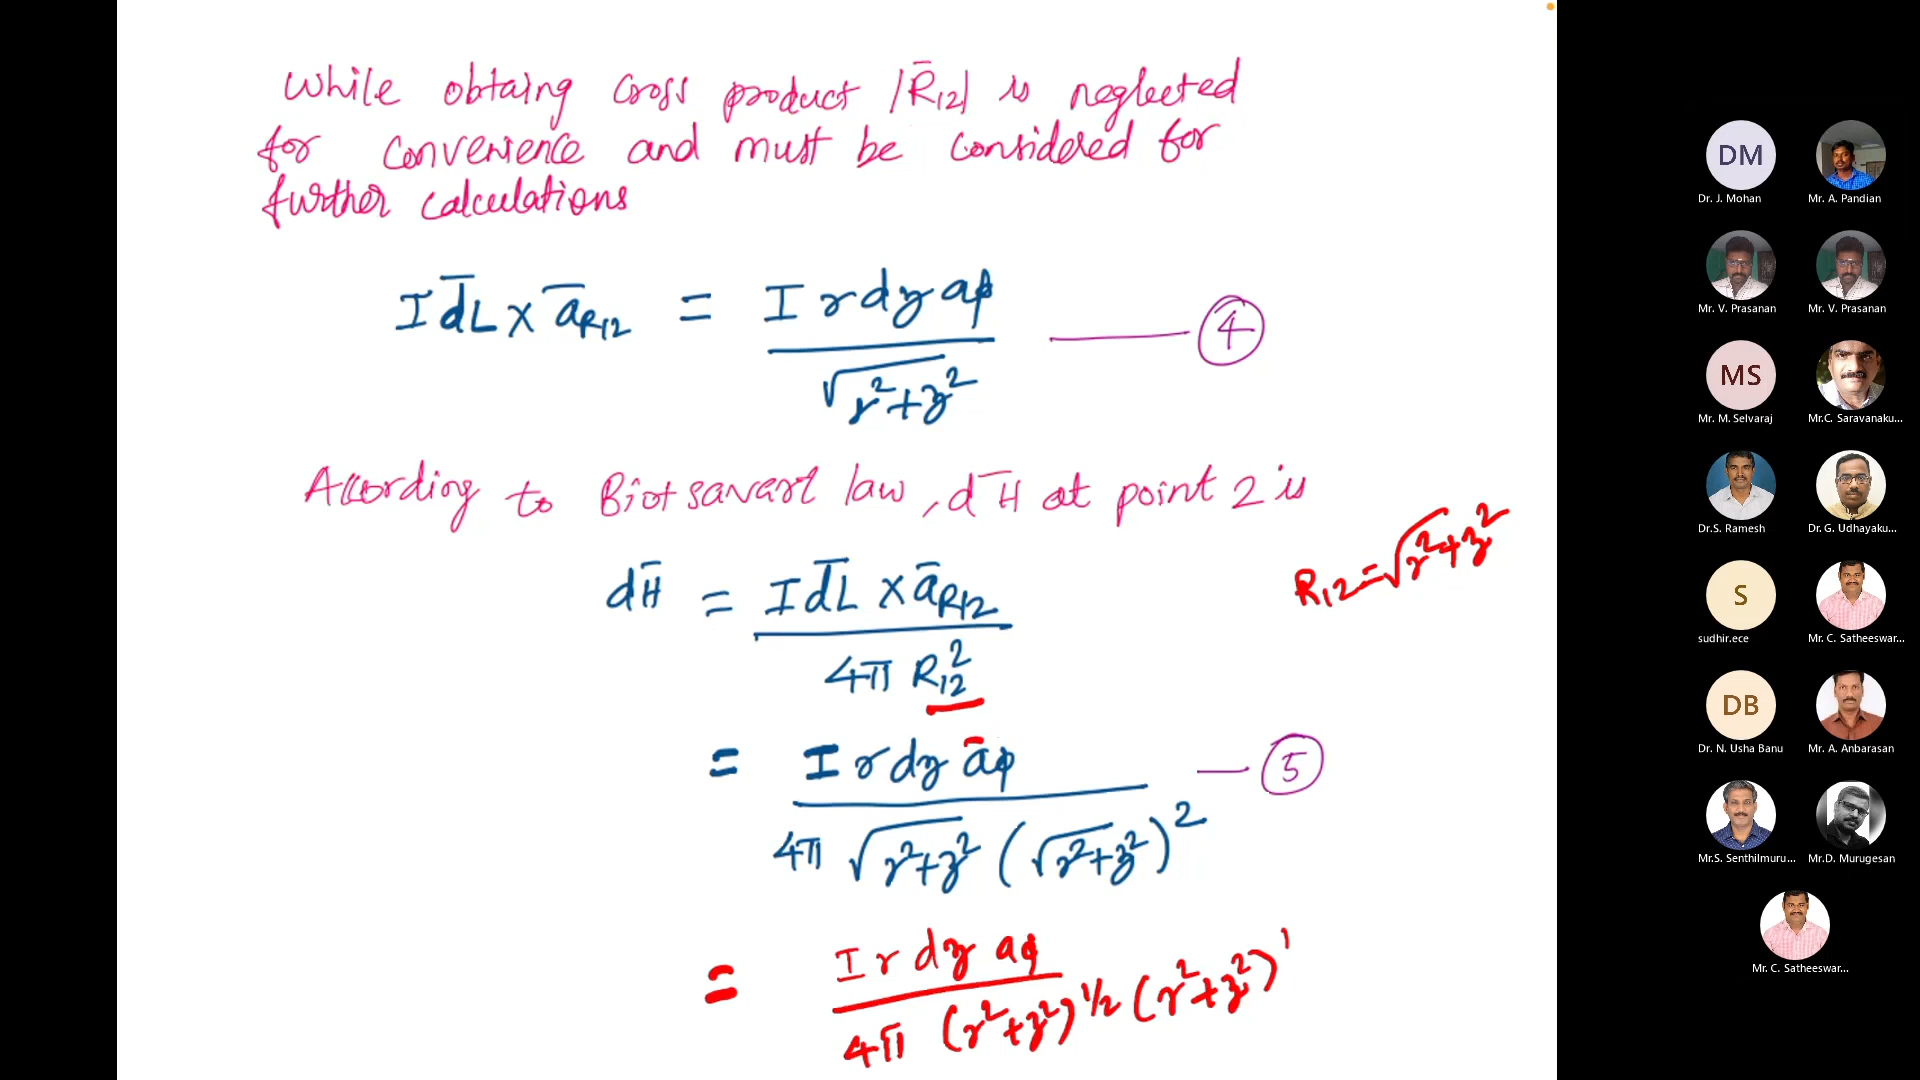 While obtaing cross product |R̄12| is neglected
for convenience and must be considered for
further calculations
I d̄L × āR12 = I r dz aϕ / √r²+z² —— 4
According to Biot savart law, dH̄ at point 2 is
R12 = √r²+z²
dH̄ = I d̄L × āR12 / 4π R12²
= I r dz āϕ / 4π √r²+z² (√r²+z²)² — 5
= I r dz aϕ / 4π (r²+z²)^1/2 (r²+z²)^1
DM
Dr. J. Mohan
Mr. A. Pandian
Mr. V. Prasanan
Mr. V. Prasanan
MS
Mr. M. Selvaraj
Mr.C. Saravanaku...
Dr.S. Ramesh
Dr. G. Udhayaku...
S
sudhir.ece
Mr. C. Satheeswar...
DB
Dr. N. Usha Banu
Mr. A. Anbarasan
Mr.S. Senthilmuru...
Mr.D. Murugesan
Mr. C. Satheeswar...